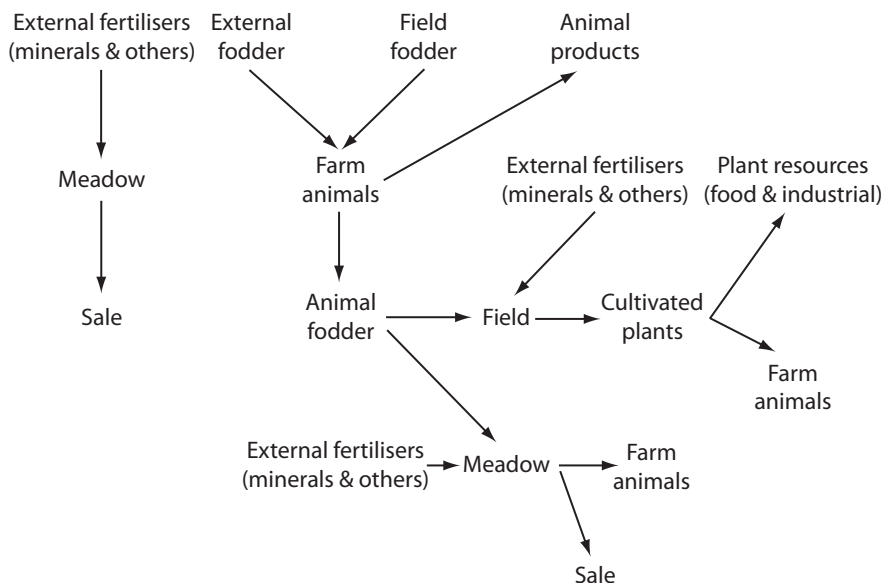 External fertilisers
(minerals & others)
External
fodder
Field
fodder
Animal
products
Meadow
Farm
animals
External fertilisers
(minerals & others)
Plant resources
(food & industrial)
Sale
Animal
fodder
Field
Cultivated
plants
Farm
animals
External fertilisers
(minerals & others)
Meadow
Farm
animals
Sale